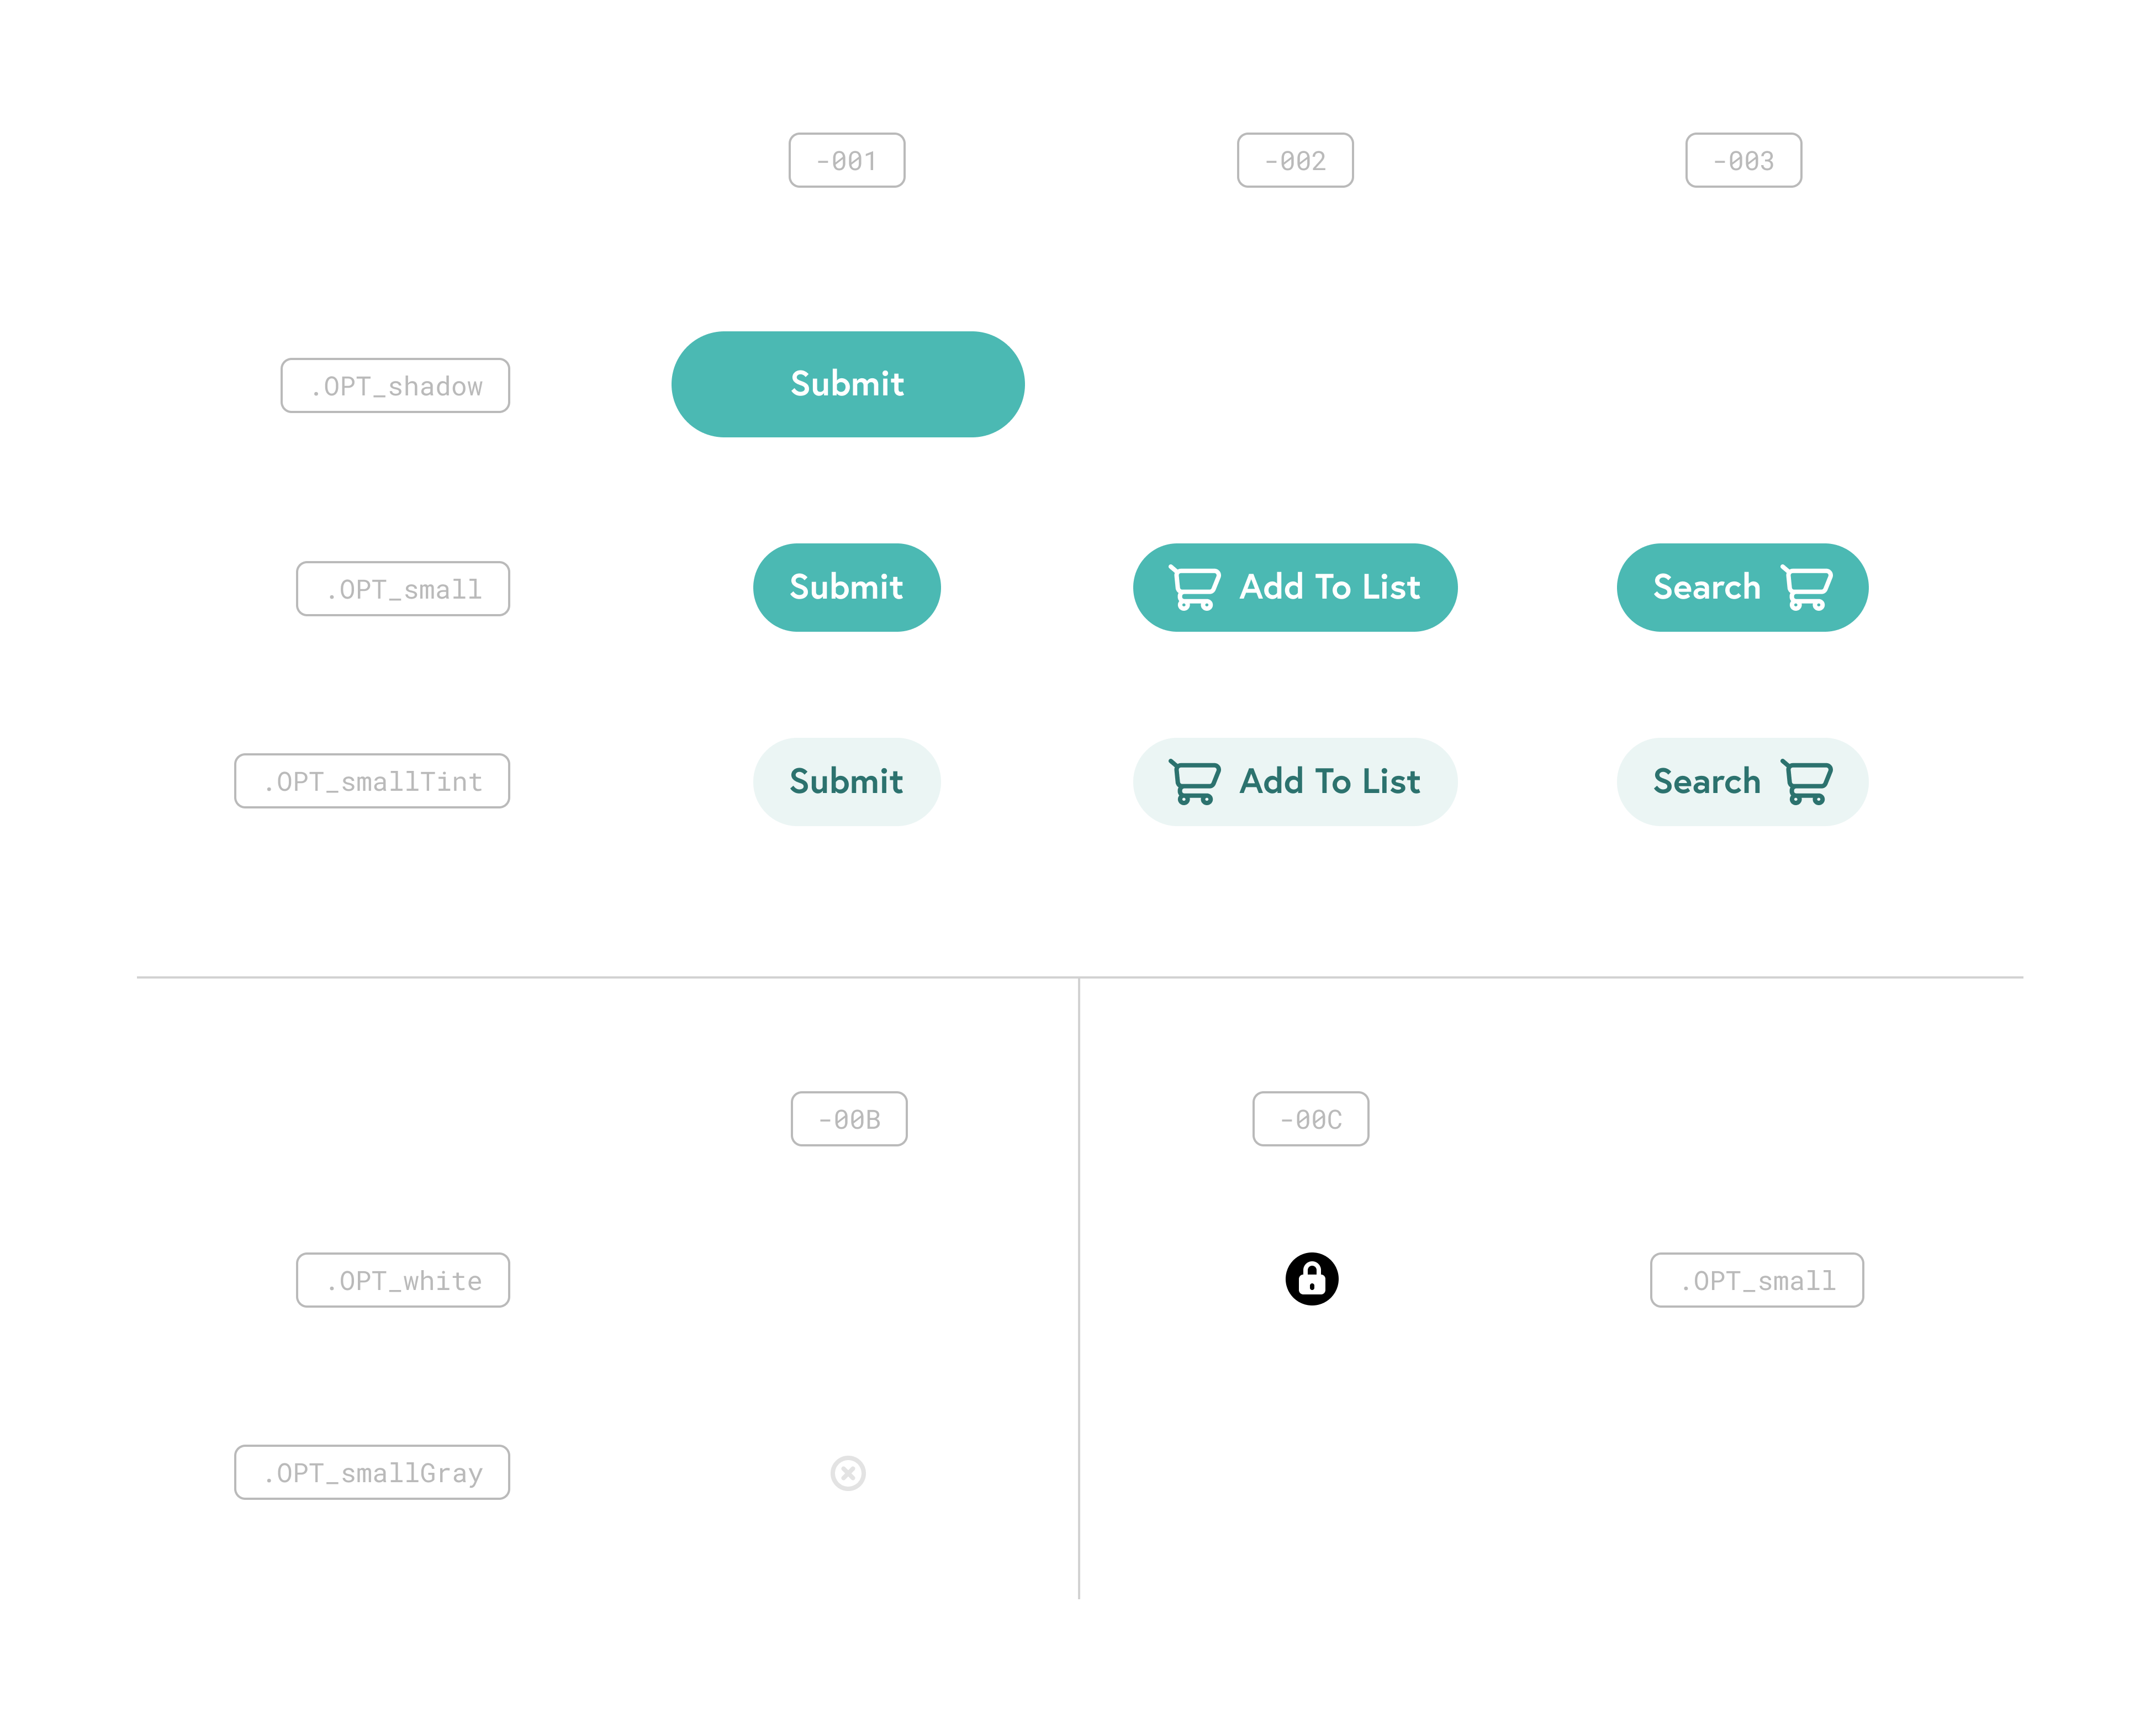 -001
-002
-003
.OPT_shadow
Submit
.OPT_small
Submit
Add To List
Search
.OPT_smallTint
Submit
Add To List
Search
-00B
-00C
.OPT_white
.OPT_small
.OPT_smallGray